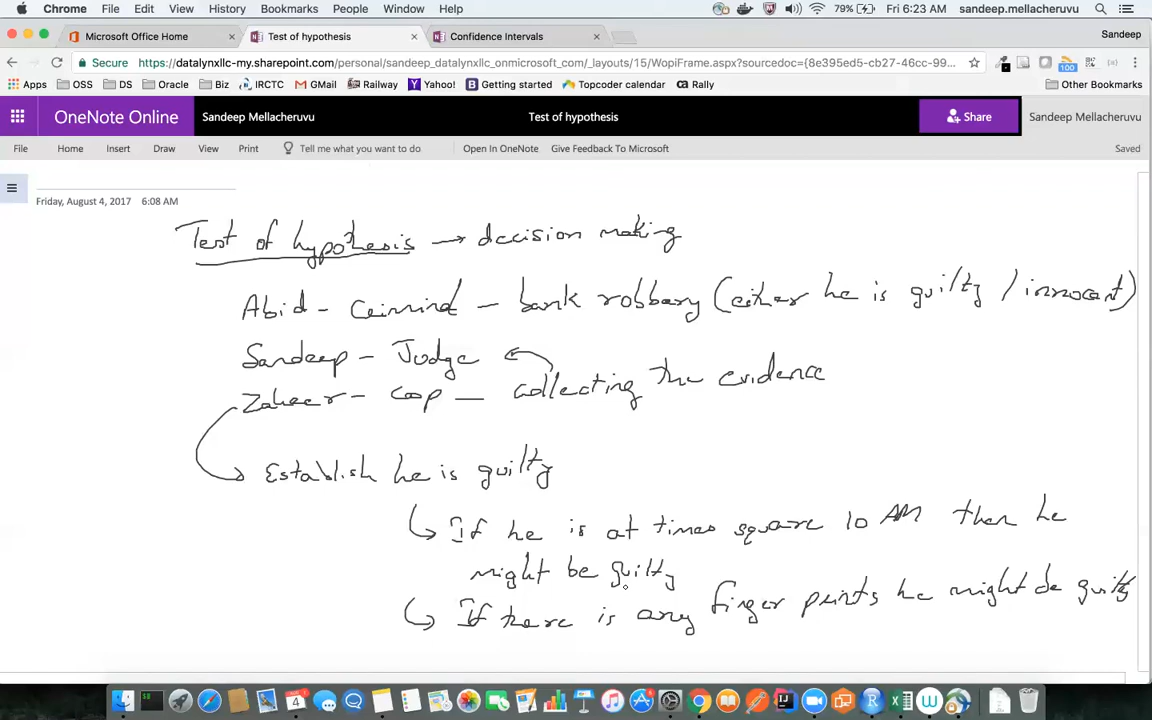 Chrome File Edit View History Bookmarks People Window Help 79% Fri 6:23 AM sandeep.mellacheruvu
Microsoft Office Home Test of hypothesis Confidence Intervals Sandeep
Secure https://datalynxllc-my.sharepoint.com/personal/sandeep_datalynxllc_onmicrosoft_com/_layouts/15/WopiFrame.aspx?sourcedoc={8e395ed5-cb27-46cc-99...
Apps OSS DS Oracle Biz IRCTC GMail Railway Yahoo! Getting started Topcoder calendar Rally Other Bookmarks
OneNote Online Sandeep Mellacheruvu Test of hypothesis Share Sandeep Mellacheruvu
File Home Insert Draw View Print Tell me what you want to do Open In OneNote Give Feedback To Microsoft Saved
Friday, August 4, 2017 6:08 AM
Test of hypothesis → decision making
Abid - Criminal - bank robbery (either he is guilty / innocent)
Sandeep - Judge
Zaheer - cop - collecting the evidence
Establish he is guilty
If he is at times square 10 AM then he
might be guilty
If there is any finger prints he might be guilty